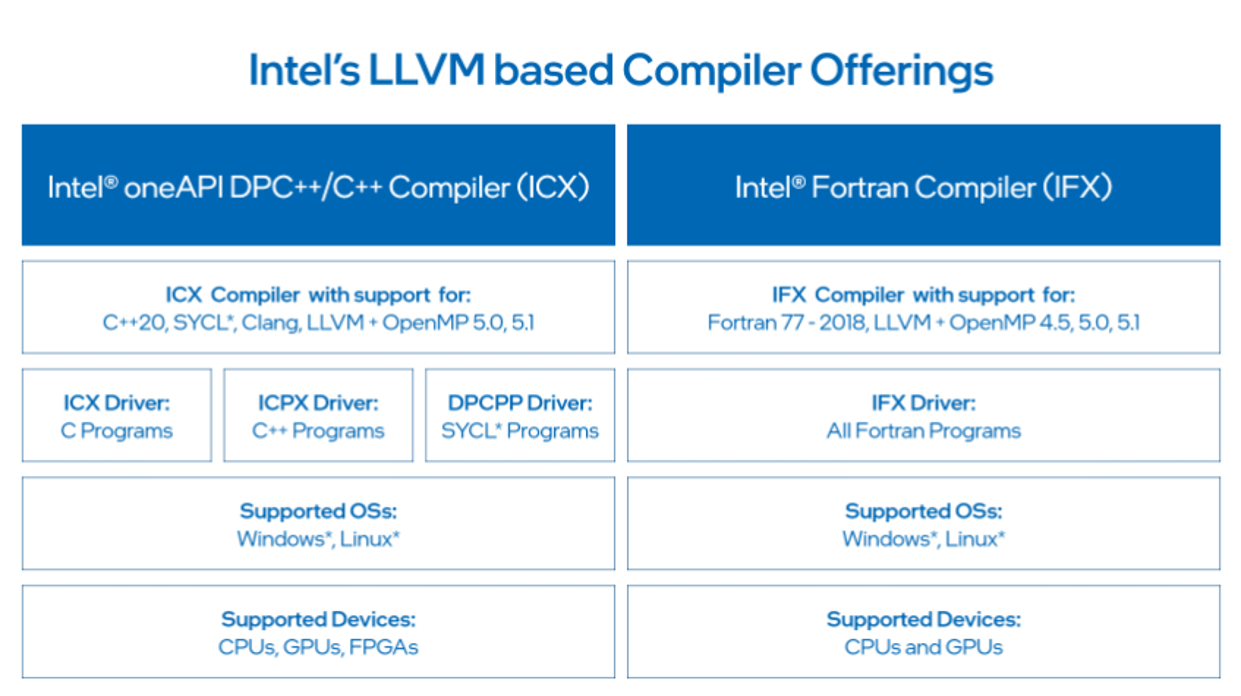 Intel's LLVM based Compiler Offerings
Intel® oneAPI DPC++/C++ Compiler (ICX)
ICX Compiler with support for:
C++20, SYCL*, Clang, LLVM + OpenMP 5.0, 5.1
ICX Driver:
C Programs
ICPX Driver:
C++ Programs
DPCPP Driver:
SYCL* Programs
Supported OSs:
Windows*, Linux*
Supported Devices:
CPUs, GPUs, FPGAs
Intel® Fortran Compiler (IFX)
IFX Compiler with support for:
Fortran 77 - 2018, LLVM + OpenMP 4.5, 5.0, 5.1
IFX Driver:
All Fortran Programs
Supported OSs:
Windows*, Linux*
Supported Devices:
CPUs and GPUs